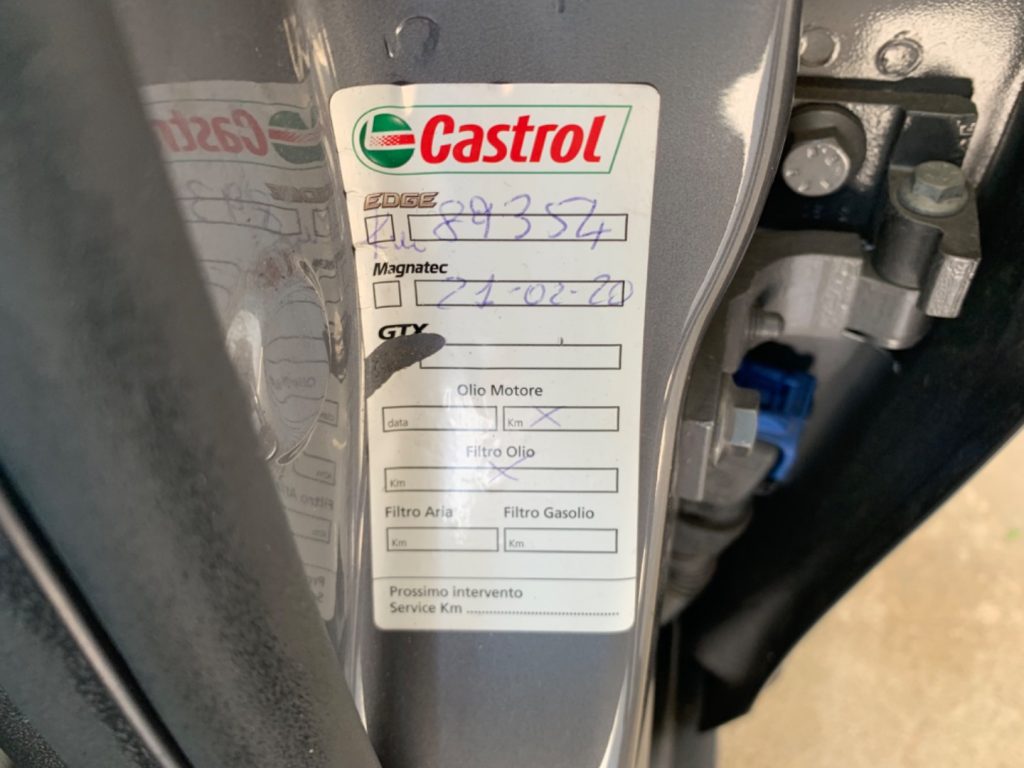 Castrol
EDGE
Km 89354
Magnatec
21-02-20
GTX
Olio Motore
data Km X
Filtro Olio
Km X
Filtro Aria Filtro Gasolio
Km Km
Prossimo intervento
Service Km